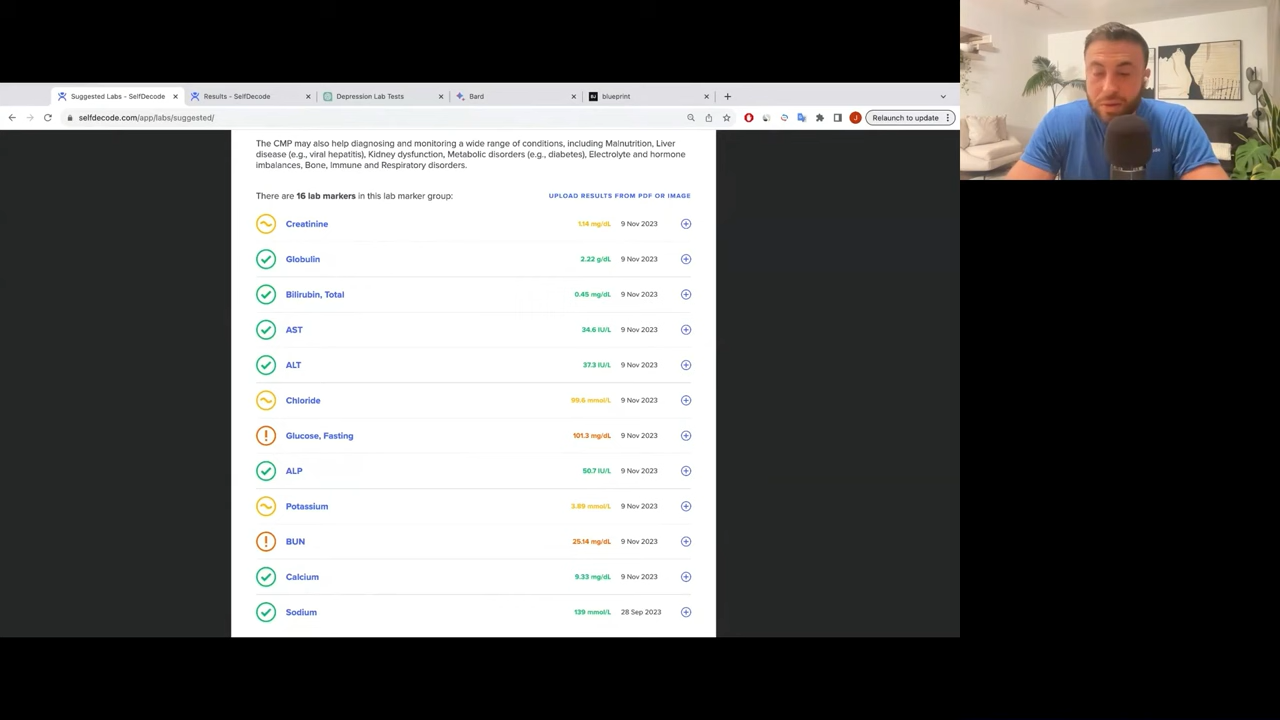 Suggested Labs - SelfDecode
Results - SelfDecode
Depression Lab Tests
Bard
BJ blueprint
selfdecode.com/app/labs/suggested/
J
Relaunch to update
The CMP may also help diagnosing and monitoring a wide range of conditions, including Malnutrition, Liver
disease (e.g., viral hepatitis), Kidney dysfunction, Metabolic disorders (e.g., diabetes), Electrolyte and hormone
imbalances, Bone, Immune and Respiratory disorders.
There are 16 lab markers in this lab marker group:
UPLOAD RESULTS FROM PDF OR IMAGE
Creatinine 1.14 mg/dL 9 Nov 2023
Globulin 2.22 g/dL 9 Nov 2023
Bilirubin, Total 0.45 mg/dL 9 Nov 2023
AST 34.6 IU/L 9 Nov 2023
ALT 37.3 IU/L 9 Nov 2023
Chloride 99.6 mmol/L 9 Nov 2023
Glucose, Fasting 101.3 mg/dL 9 Nov 2023
ALP 50.7 IU/L 9 Nov 2023
Potassium 3.89 mmol/L 9 Nov 2023
BUN 25.14 mg/dL 9 Nov 2023
Calcium 9.33 mg/dL 9 Nov 2023
Sodium 139 mmol/L 28 Sep 2023